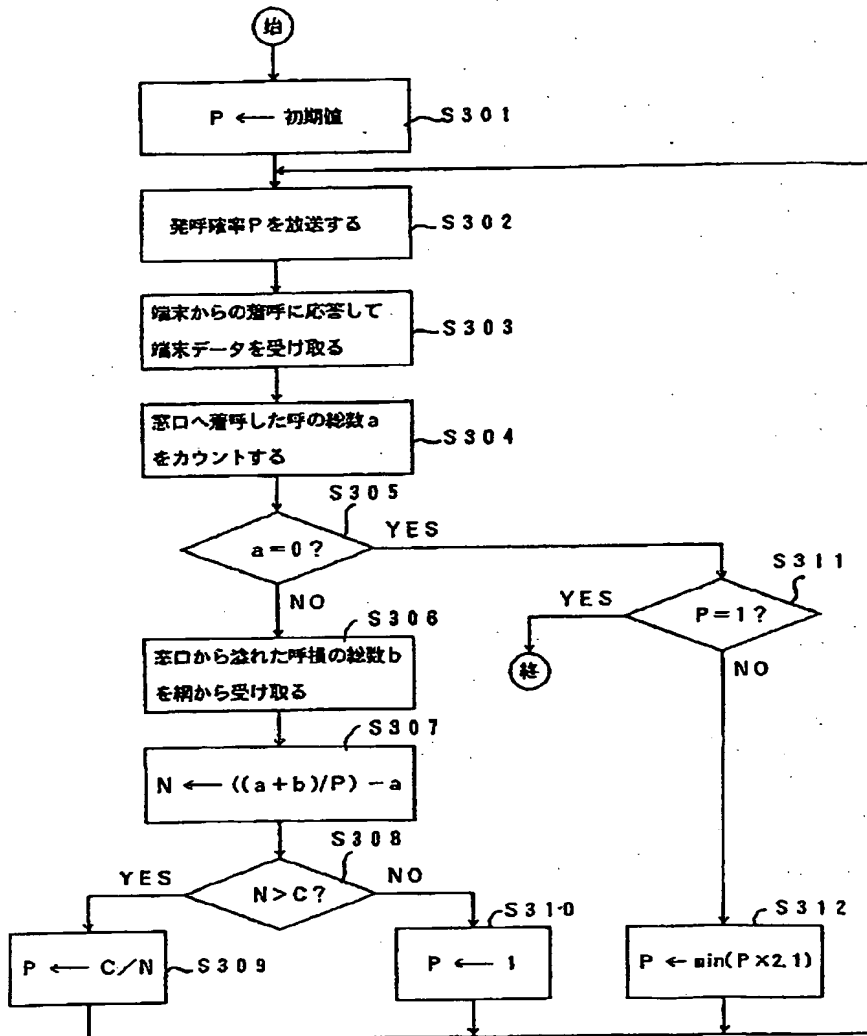 始
P ← 初期値
S301
発呼確率Pを放送する
S302
端末からの着呼に応答して
端末データを受け取る
S303
窓口へ着呼した呼の総数a
をカウントする
S304
S305
a=0?
YES
NO
S311
P=1?
YES
NO
終
S306
窓口から溢れた呼損の総数b
を網から受け取る
S307
N ← ((a+b)/P)-a
S308
N>C?
YES
NO
P ← C/N
S309
S310
P ← 1
S312
P ← min(P×2,1)